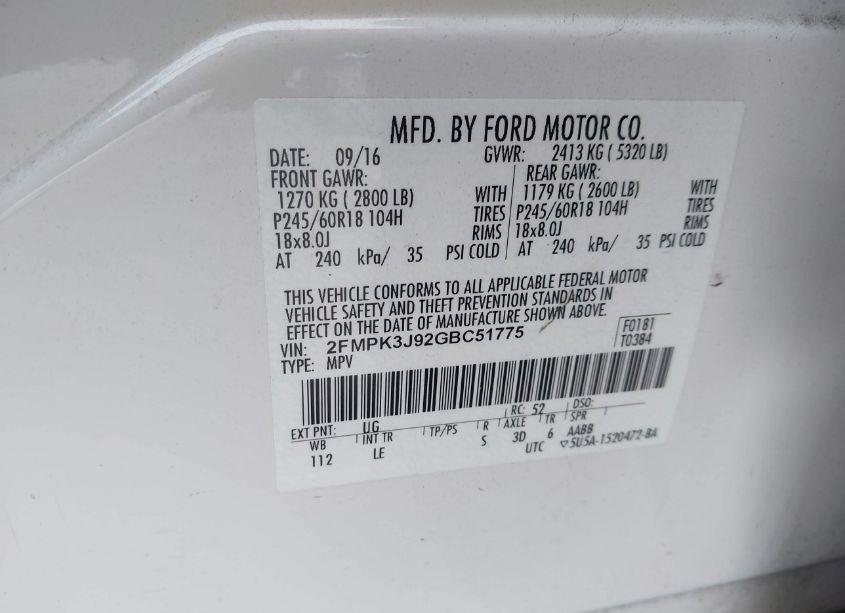 MFD. BY FORD MOTOR CO.
DATE: 09/16 GVWR: 2413 KG ( 5320 LB)
FRONT GAWR: REAR GAWR:
1270 KG ( 2800 LB) WITH 1179 KG ( 2600 LB) WITH
P245/60R18 104H TIRES P245/60R18 104H TIRES
18x8.0J RIMS 18x8.0J RIMS
AT 240 kPa/ 35 PSI COLD AT 240 kPa/ 35 PSI COLD
THIS VEHICLE CONFORMS TO ALL APPLICABLE FEDERAL MOTOR
VEHICLE SAFETY AND THEFT PREVENTION STANDARDS IN
EFFECT ON THE DATE OF MANUFACTURE SHOWN ABOVE.
VIN: 2FMPK3J92GBC51775 F0181
TYPE: MPV T0384
EXT PNT: UG RC: 52 DSO:
WB INT TR TP/PS R AXLE TR SPR
112 LE S 3D 6 AABB
UTC 5U5A-1520472-BA